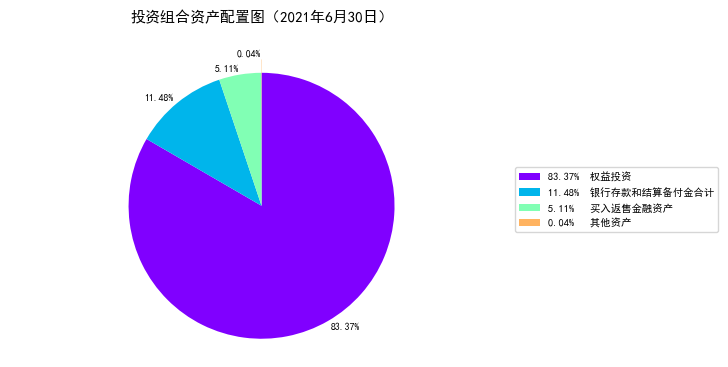 投资组合资产配置图（2021年6月30日）
0.04%
5.11%
11.48%
83.37%
83.37% 权益投资
11.48% 银行存款和结算备付金合计
5.11% 买入返售金融资产
0.04% 其他资产